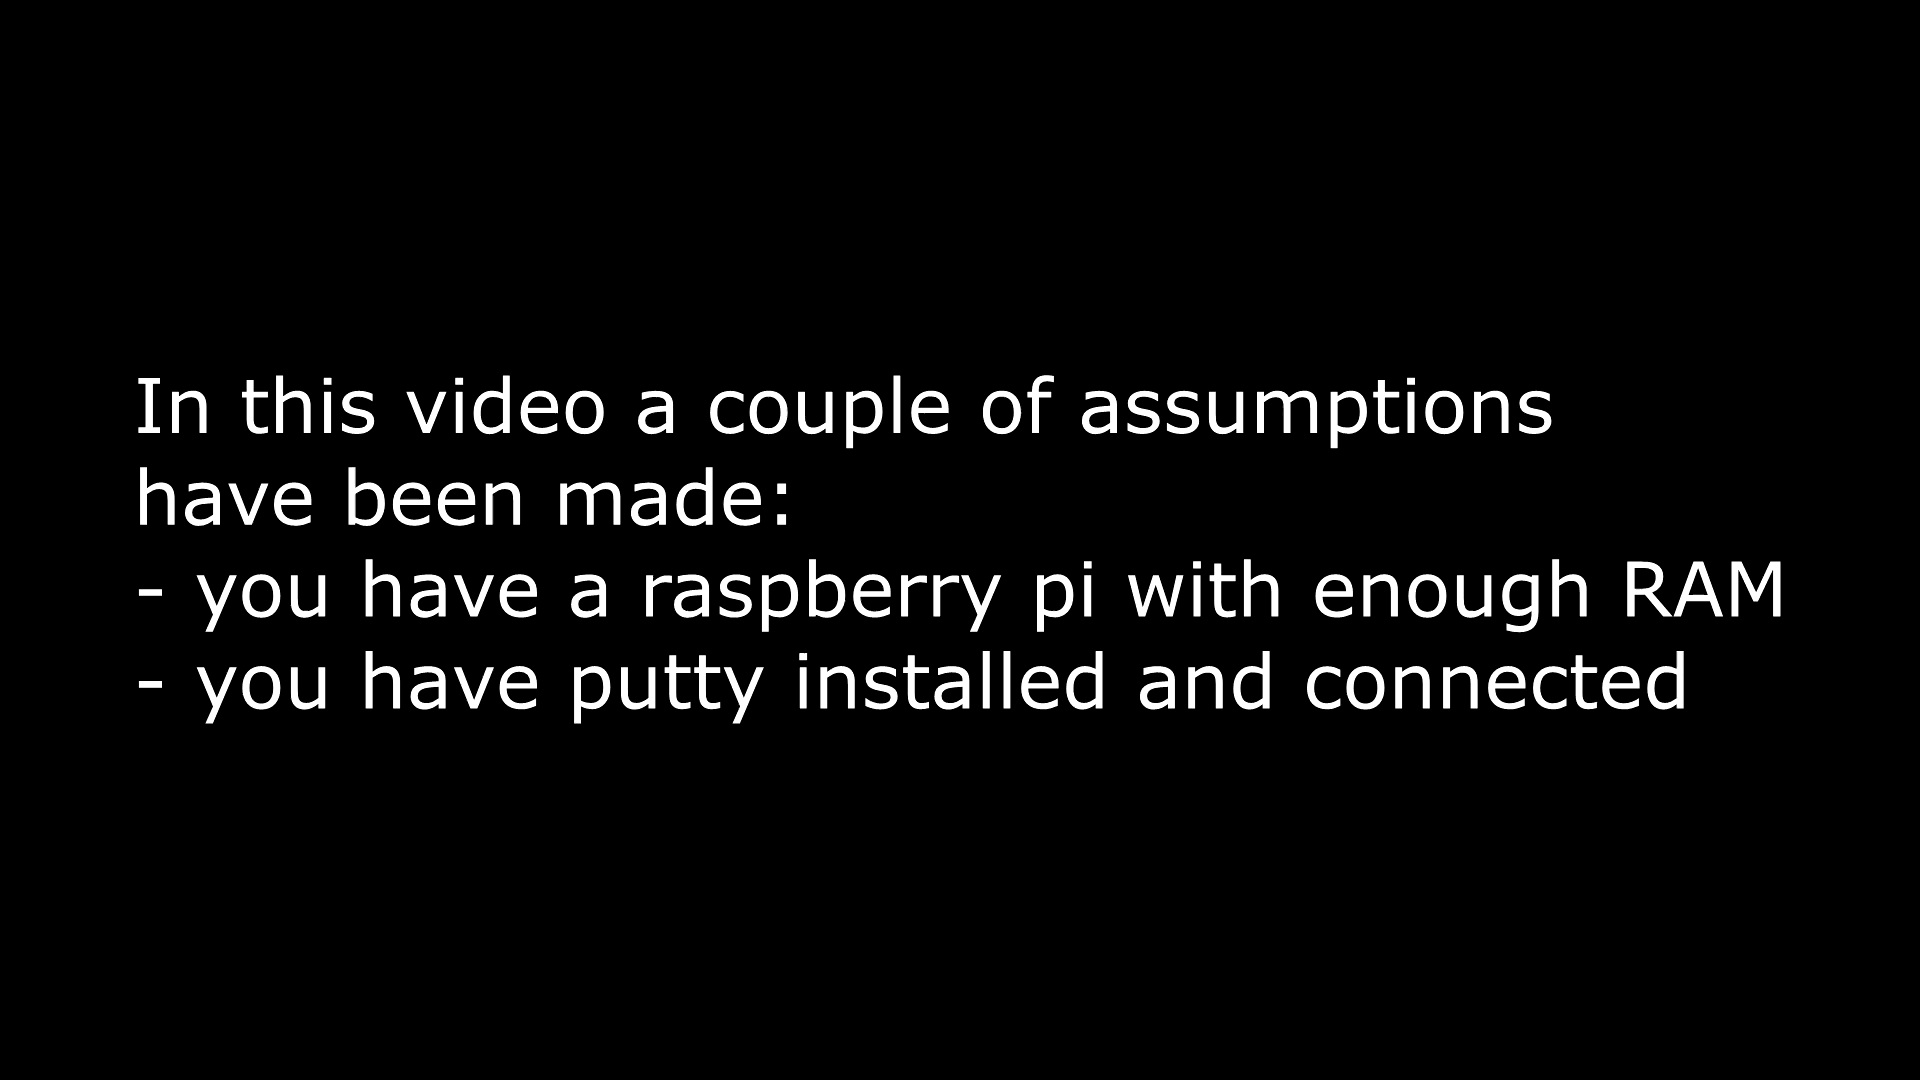 In this video a couple of assumptions
have been made:
- you have a raspberry pi with enough RAM
- you have putty installed and connected